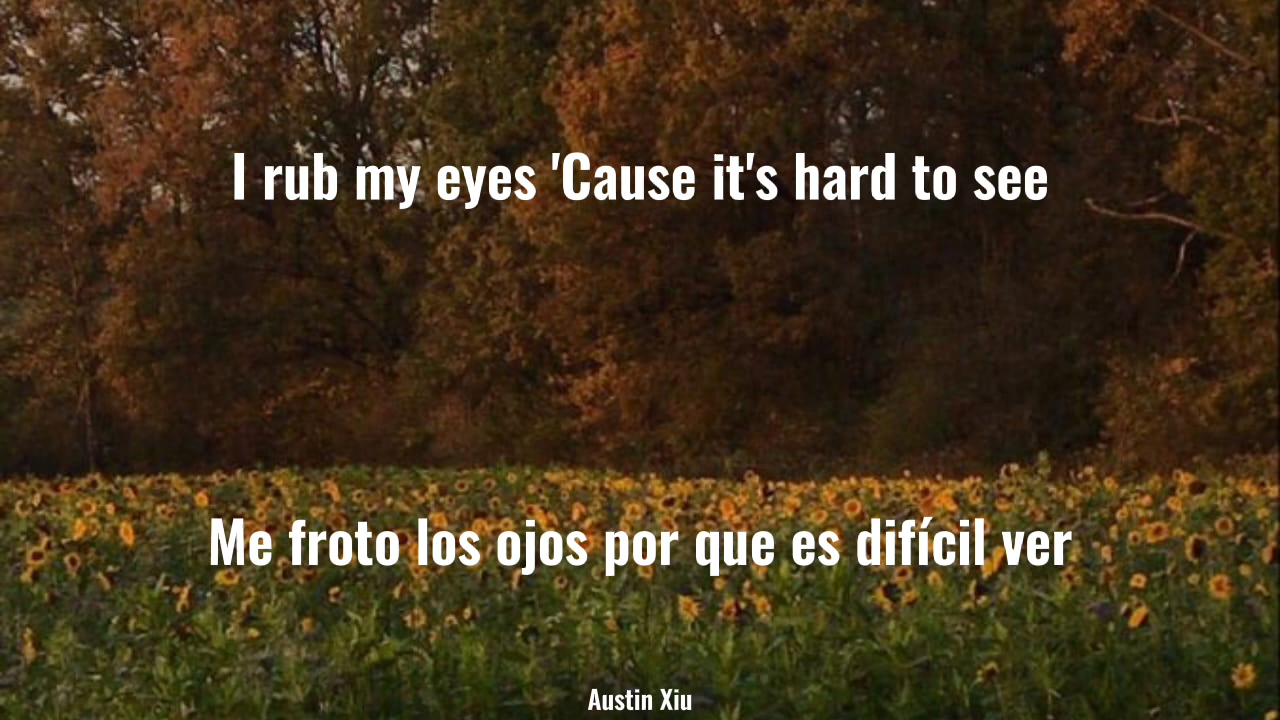 I rub my eyes 'Cause it's hard to see
Me froto los ojos por que es difícil ver
Austin Xiu